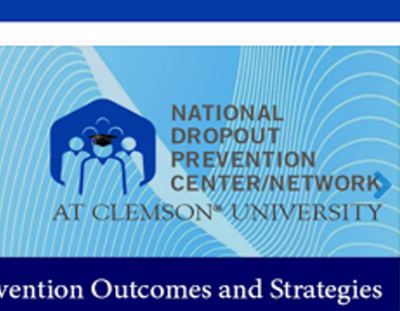 NATIONAL
DROPOUT
PREVENTION
CENTER/NETWORK
AT CLEMSON® UNIVERSITY
vention Outcomes and Strategies